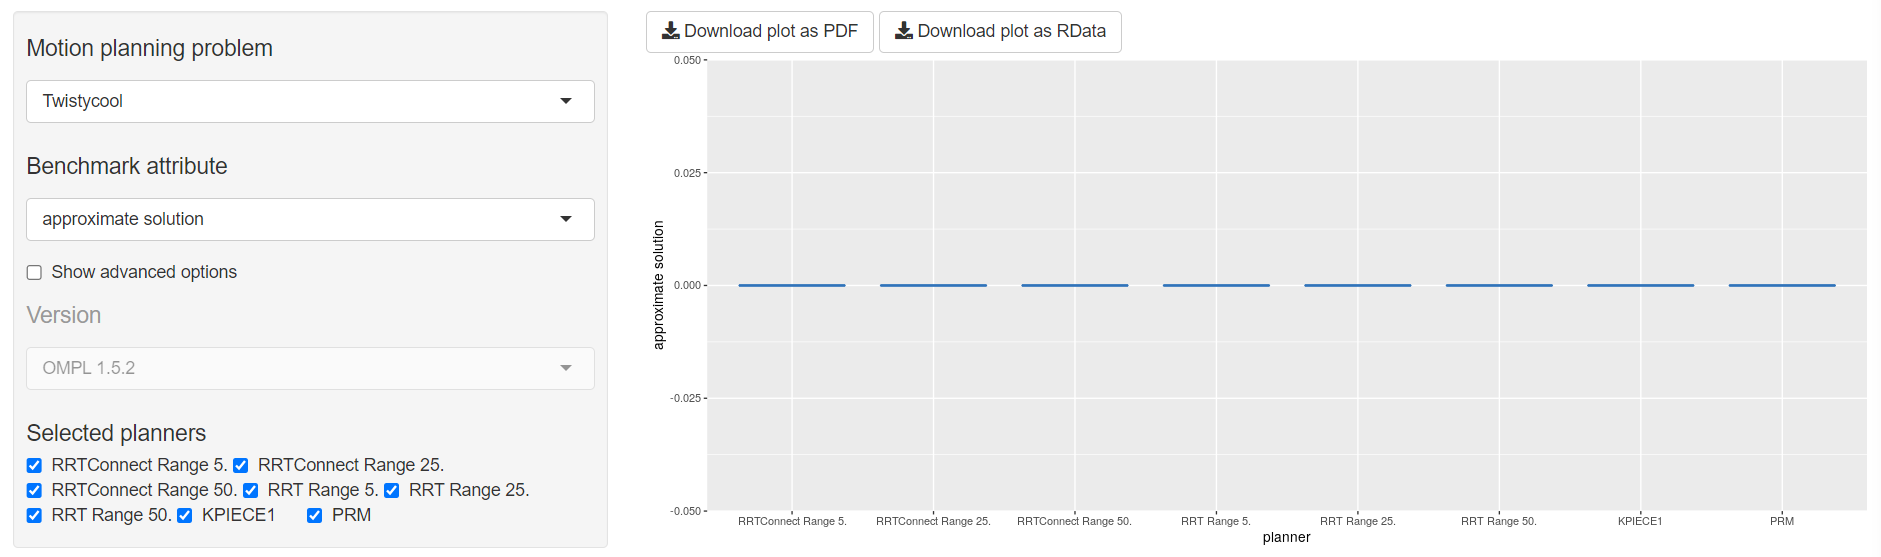 Motion planning problem
Twistycool
Benchmark attribute
approximate solution
Show advanced options
Version
OMPL 1.5.2
Selected planners
RRTConnect Range 5. RRTConnect Range 25.
RRTConnect Range 50. RRT Range 5. RRT Range 25.
RRT Range 50. KPIECE1 PRM
Download plot as PDF Download plot as RData
0.050
0.025
0.000
-0.025
-0.050
approximate solution
RRTConnect Range 5. RRTConnect Range 25. RRTConnect Range 50. RRT Range 5. RRT Range 25. RRT Range 50. KPIECE1 PRM
planner